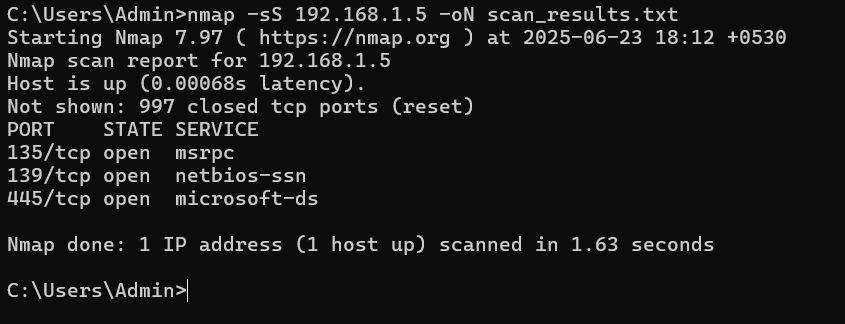 C:\Users\Admin>nmap -sS 192.168.1.5 -oN scan_results.txt
Starting Nmap 7.97 ( https://nmap.org ) at 2025-06-23 18:12 +0530
Nmap scan report for 192.168.1.5
Host is up (0.00068s latency).
Not shown: 997 closed tcp ports (reset)
PORT    STATE SERVICE
135/tcp open  msrpc
139/tcp open  netbios-ssn
445/tcp open  microsoft-ds

Nmap done: 1 IP address (1 host up) scanned in 1.63 seconds

C:\Users\Admin>